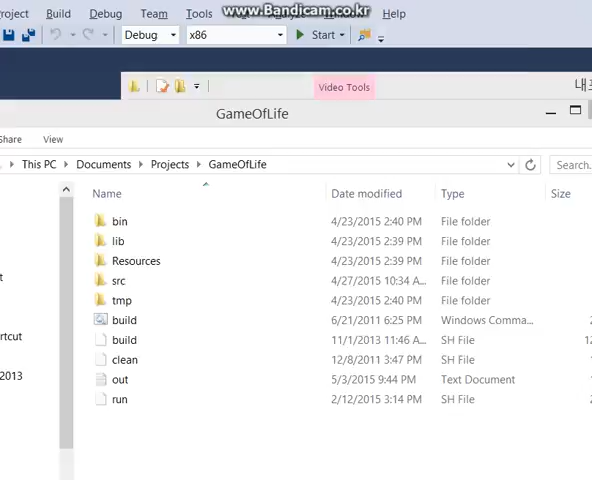 www.Bandicam.co.kr
roject Build Debug Team Tools Window Help
Debug x86 Start
Video Tools
GameOfLife
Share View
This PC Documents Projects GameOfLife Search...
Name Date modified Type Size
bin 4/23/2015 2:40 PM File folder
lib 4/23/2015 2:39 PM File folder
Resources 4/23/2015 2:39 PM File folder
src 4/27/2015 10:34 A... File folder
tmp 4/23/2015 2:40 PM File folder
build 6/21/2011 6:25 PM Windows Comma...
build 11/1/2013 11:46 A... SH File
clean 12/8/2011 3:47 PM SH File
out 5/3/2015 9:44 PM Text Document
run 2/12/2015 3:14 PM SH File
rtcut
2013